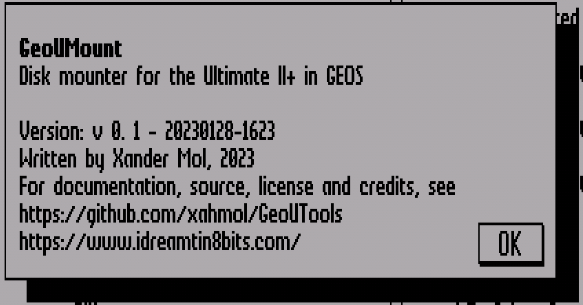 ted
GeoUMount
Disk mounter for the Ultimate II+ in GEOS
Version: v 0. 1 - 20230128-1623
Written by Xander Mol, 2023
For documentation, source, license and credits, see
https://github.com/xahmol/GeoUTools
https://www.idreamtin8bits.com/
OK